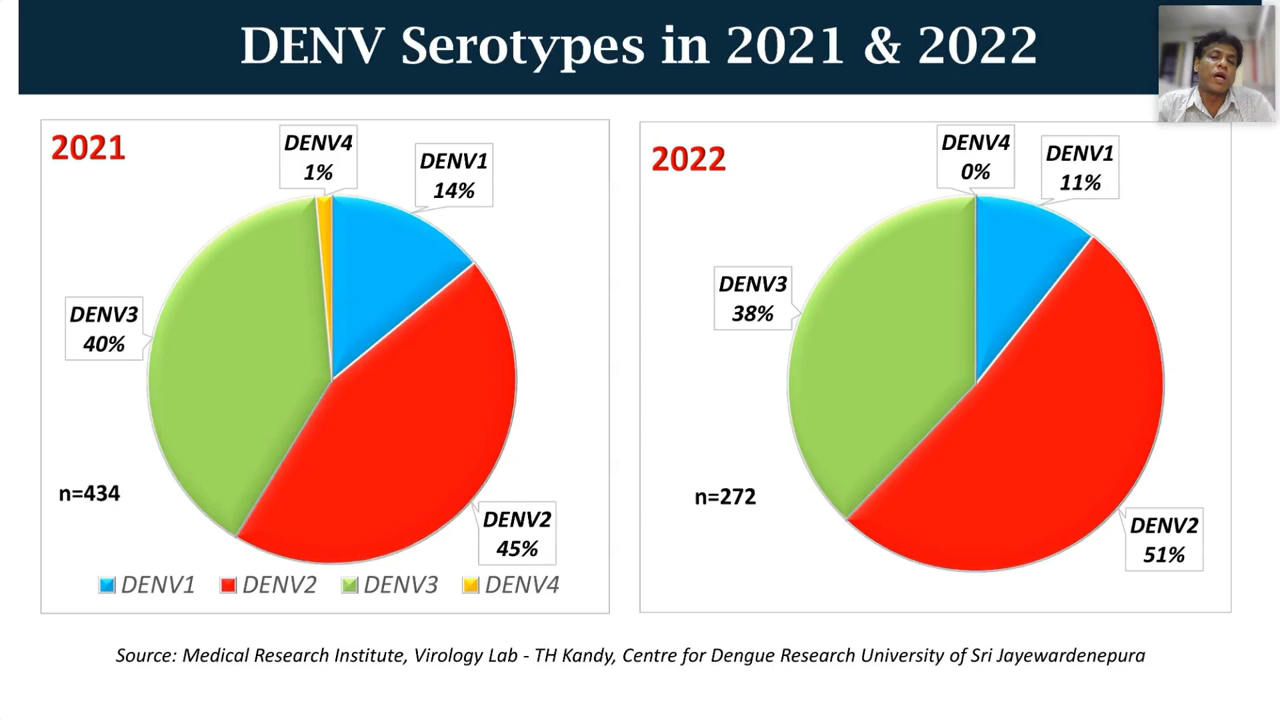 DENV Serotypes in 2021 & 2022
2021
DENV4
1%
DENV1
14%
DENV3
40%
n=434
DENV2
45%
DENV1 DENV2 DENV3 DENV4
2022
DENV4
0%
DENV1
11%
DENV3
38%
n=272
DENV2
51%
Source: Medical Research Institute, Virology Lab - TH Kandy, Centre for Dengue Research University of Sri Jayewardenepura